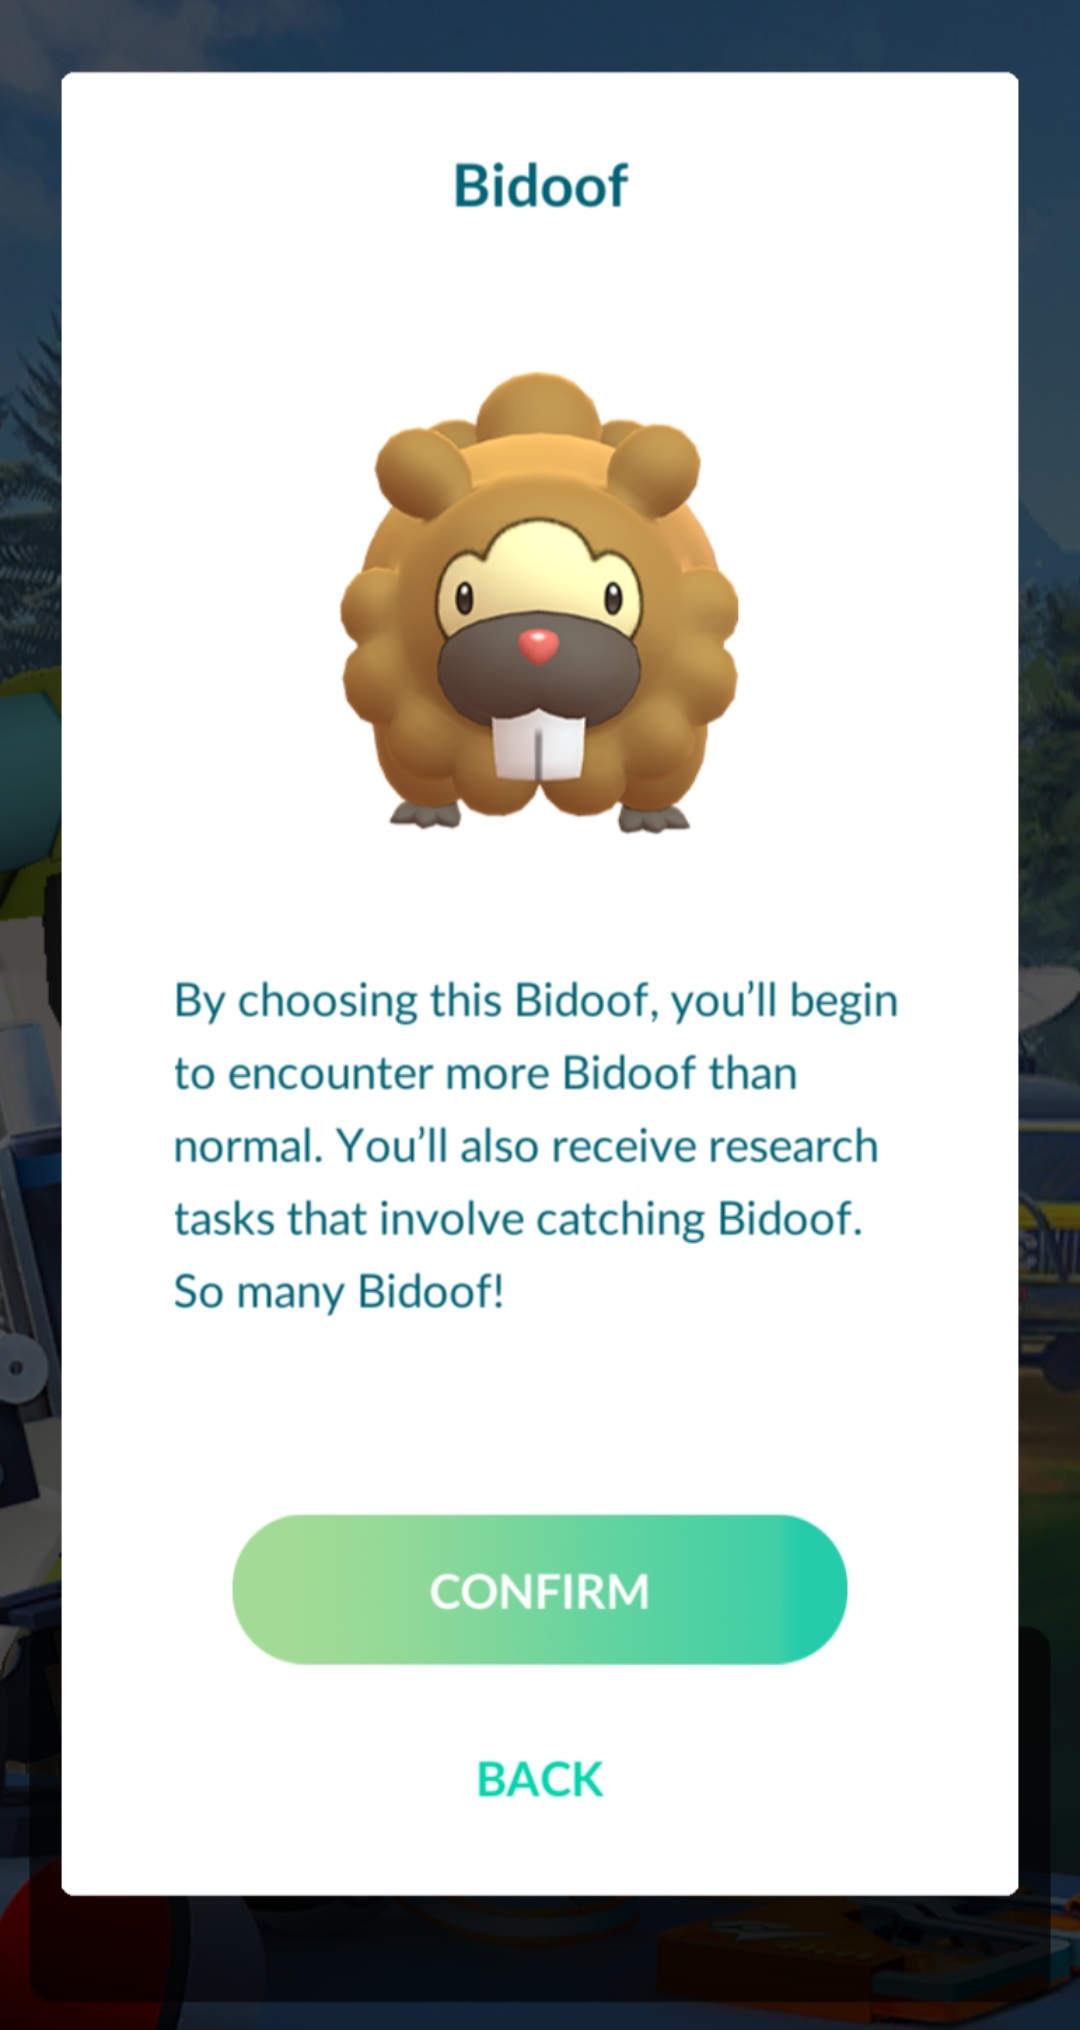 Bidoof
By choosing this Bidoof, you’ll begin
to encounter more Bidoof than
normal. You’ll also receive research
tasks that involve catching Bidoof.
So many Bidoof!
CONFIRM
BACK